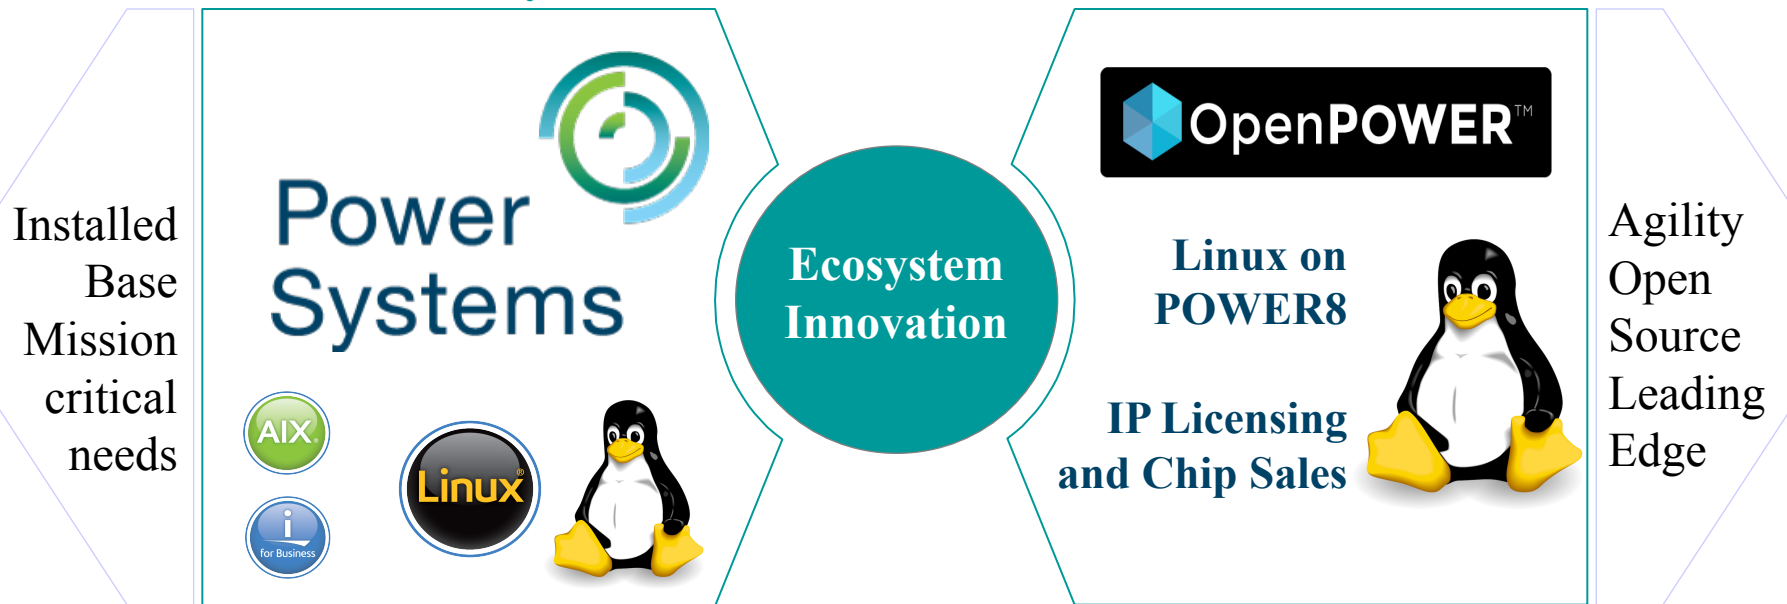 Installed
Base
Mission
critical
needs
Power
Systems
AIX®
Linux®
i
for Business
Ecosystem
Innovation
OpenPOWER™
Linux on
POWER8
IP Licensing
and Chip Sales
Agility
Open
Source
Leading
Edge